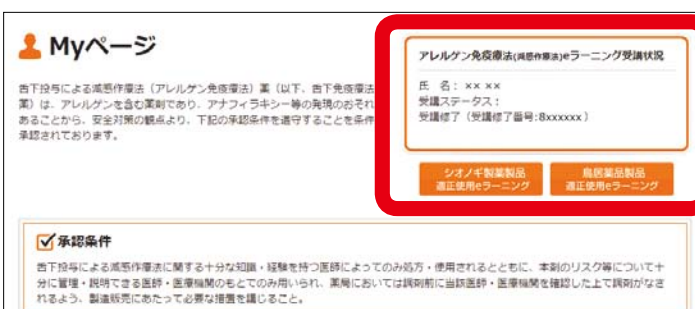 Myページ
舌下投与による減感作療法（アレルゲン免疫療法）薬（以下、舌下免疫療法
薬）は、アレルゲンを含む薬剤であり、アナフィラキシー等の発現のおそれ
あることから、安全対策の観点より、下記の承認条件を遵守することを条件
承認されております。
アレルゲン免疫療法(減感作療法)eラーニング受講状況
氏 名： xx xx
受講ステータス：
受講修了（受講修了番号:8xxxxxx）
シオノギ製薬製品
適正使用eラーニング
鳥居薬品製品
適正使用eラーニング
承認条件
舌下投与による減感作療法に関する十分な知識・経験を持つ医師によってのみ処方・使用されるとともに、本剤のリスク等について十
分に管理・説明できる医師・医療機関のもとでのみ用いられ、薬局においては調剤前に当該医師・医療機関を確認した上で調剤がなさ
れるよう、製造販売にあたって必要な措置を講じること。